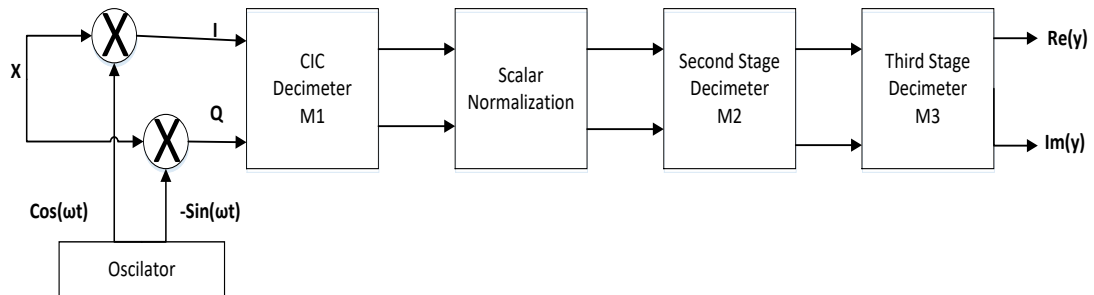 X
I
Q
Cos(ωt)
-Sin(ωt)
Oscilator
CIC
Decimeter
M1
Scalar
Normalization
Second Stage
Decimeter
M2
Third Stage
Decimeter
M3
Re(y)
Im(y)